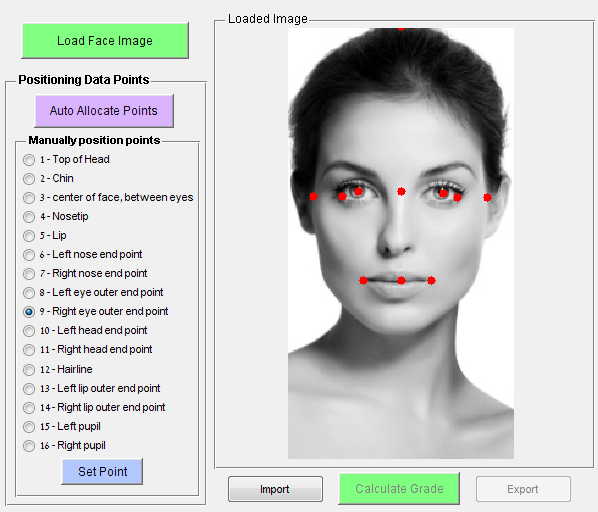 Load Face Image
Positioning Data Points
Auto Allocate Points
Manually position points
1 - Top of Head
2 - Chin
3 - center of face, between eyes
4 - Nosetip
5 - Lip
6 - Left nose end point
7 - Right nose end point
8 - Left eye outer end point
9 - Right eye outer end point
10 - Left head end point
11 - Right head end point
12 - Hairline
13 - Left lip outer end point
14 - Right lip outer end point
15 - Left pupil
16 - Right pupil
Set Point
Loaded Image
Import
Calculate Grade
Export